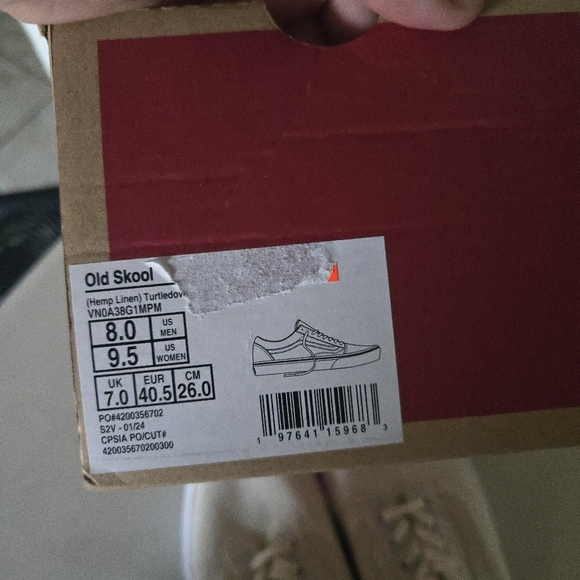 Old Skool
(Hemp Linen) Turtledov
VN0A38G1MPM
8.0 US MEN
9.5 US WOMEN
UK 7.0 EUR 40.5 CM 26.0
PO#4200356702
S2V - 01/24
CPSIA PO/CUT#
420035670200300
1 97641 15968 3